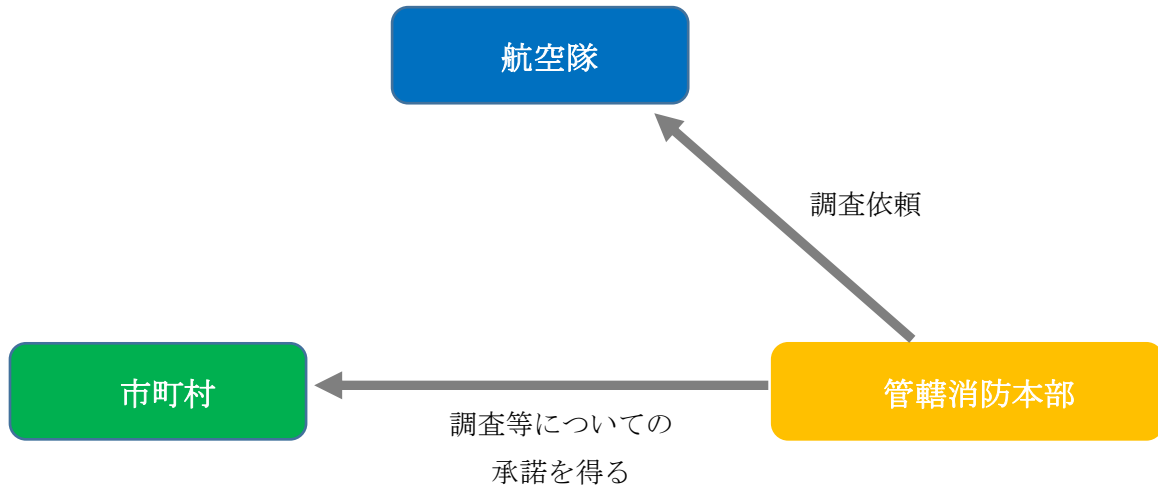 航空隊
調査依頼
市町村
管轄消防本部
調査等についての
承諾を得る